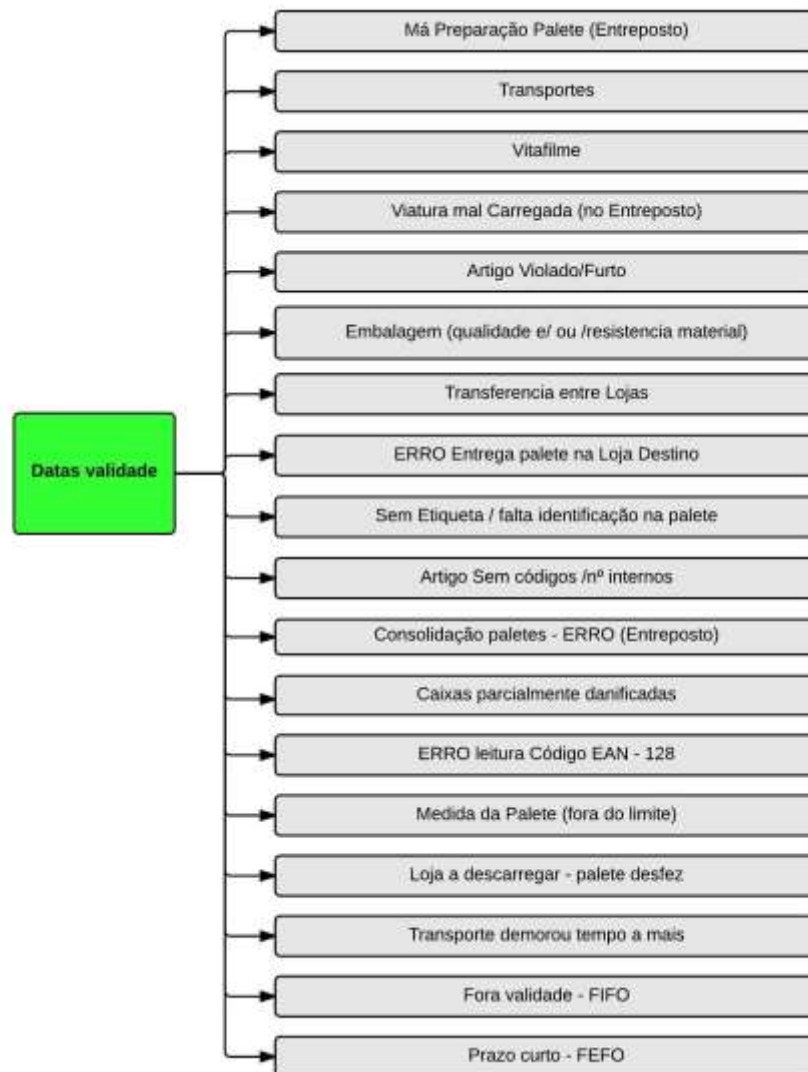 Má Preparação Palete (Entreposto)
Transportes
Vitafilme
Viatura mal Carregada (no Entreposto)
Artigo Violado/Furto
Embalagem (qualidade e/ ou /resistencia material)
Transferencia entre Lojas
Datas validade
ERRO Entrega palete na Loja Destino
Sem Etiqueta / falta identificação na palete
Artigo Sem códigos /nº internos
Consolidação paletes - ERRO (Entreposto)
Caixas parcialmente danificadas
ERRO leitura Código EAN - 128
Medida da Palete (fora do limite)
Loja a descarregar - palete desfez
Transporte demorou tempo a mais
Fora validade - FIFO
Prazo curto - FEFO